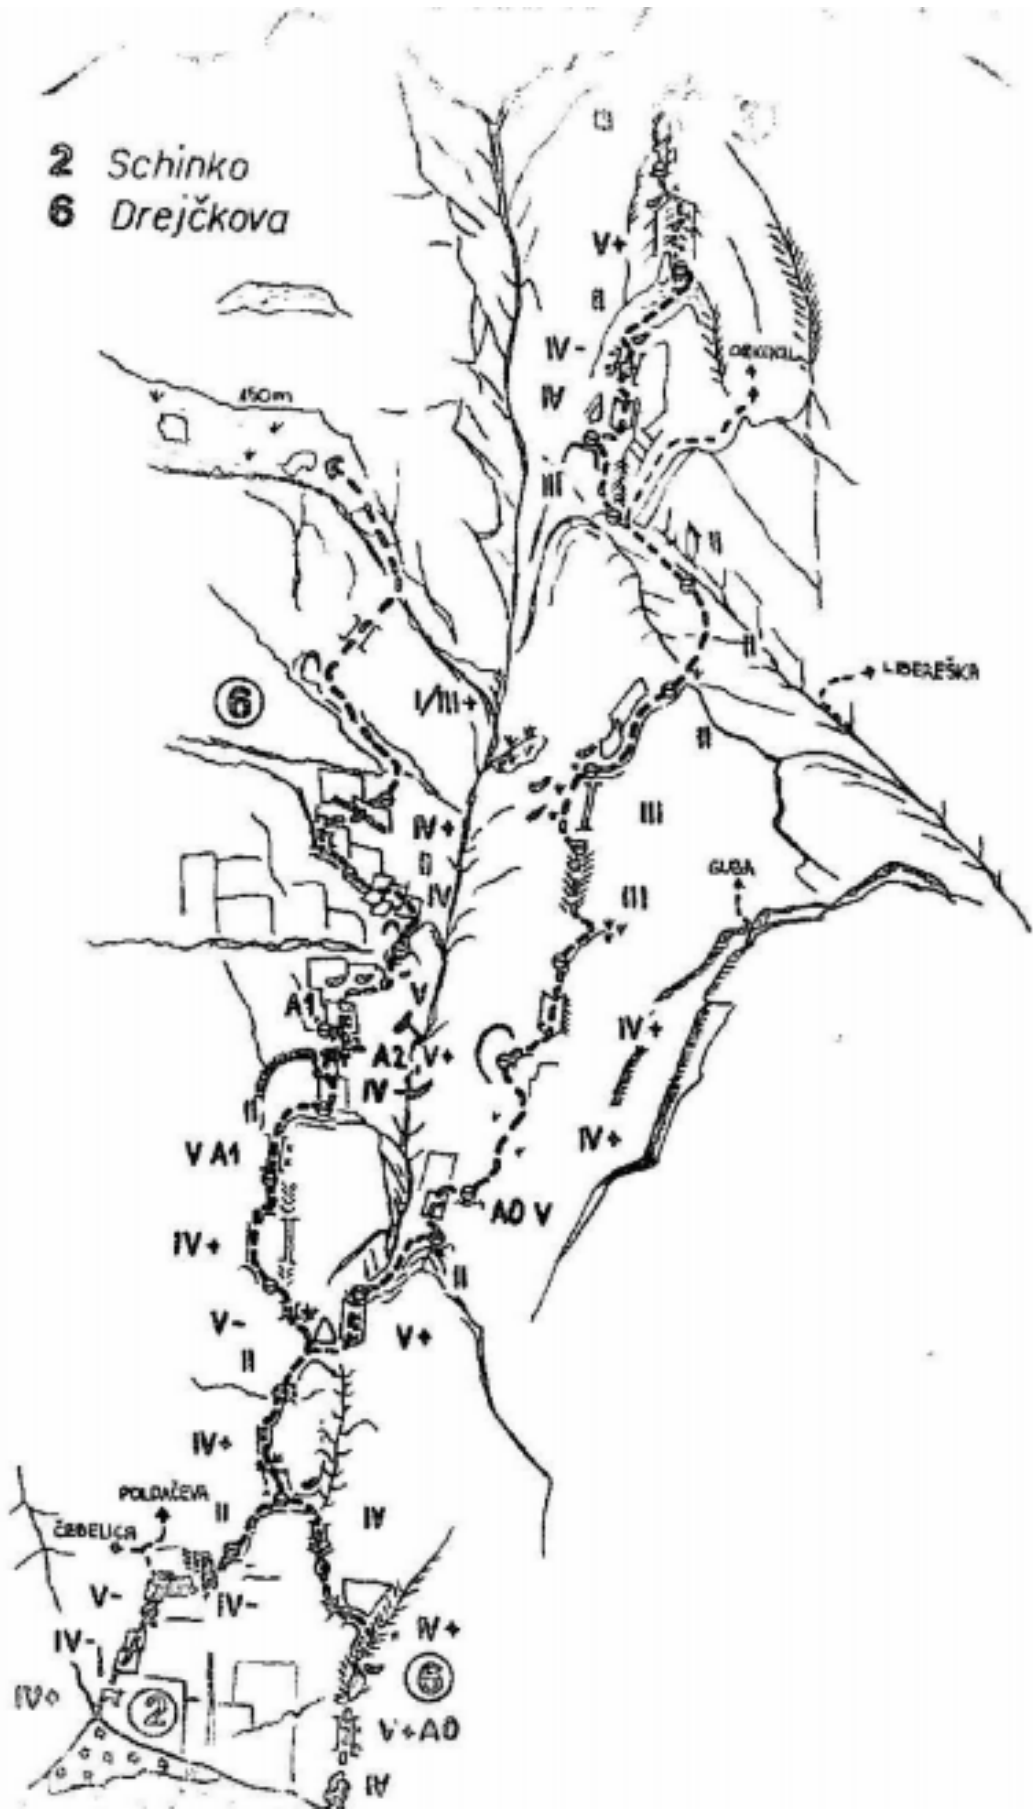 2 Schinko
6 Drejčkova
V+
II
IV-
IV
150m
III
II
II
LIBEREŠKA
6
I/III+
II
III
IV+
II
GUBA
IV
III
A1
V
IV+
A2 V+
IV
II
IV+
V A1
A0 V
IV+
II
V-
V+
II
IV+
POLDAČEVA
II
IV
ČEBELICA
V-
IV-
IV-
IV+
6
IV+
2
V+A0
IV